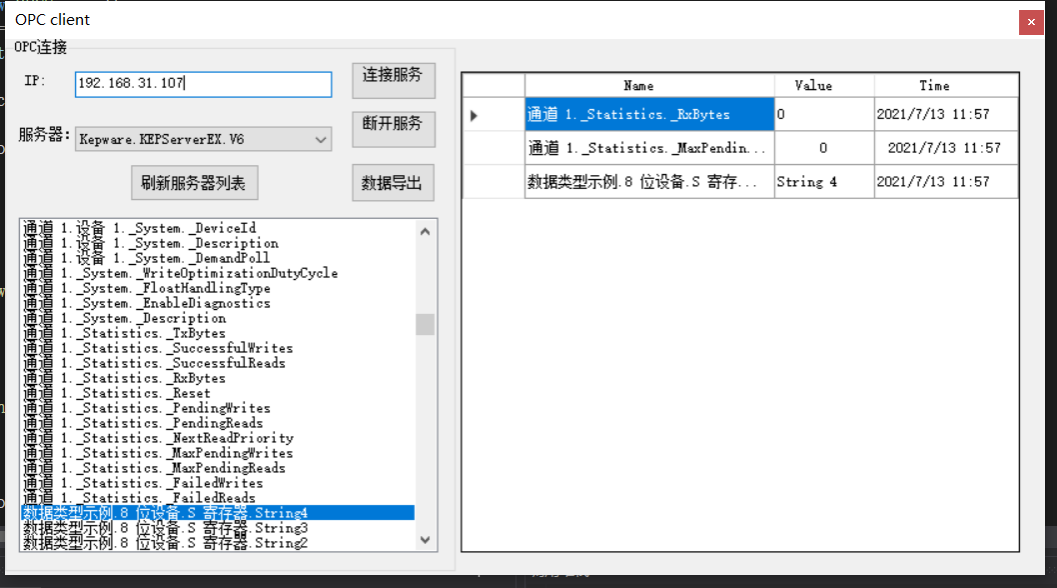 OPC client
OPC连接
IP:
192.168.31.107
连接服务
断开服务
服务器:
Kepware.KEPServerEX.V6
刷新服务器列表
数据导出
通道 1.设备 1._System._DeviceId
通道 1.设备 1._System._Description
通道 1.设备 1._System._DemandPoll
通道 1._System._WriteOptimizationDutyCycle
通道 1._System._FloatHandlingType
通道 1._System._EnableDiagnostics
通道 1._System._Description
通道 1._Statistics._TxBytes
通道 1._Statistics._SuccessfulWrites
通道 1._Statistics._SuccessfulReads
通道 1._Statistics._RxBytes
通道 1._Statistics._Reset
通道 1._Statistics._PendingWrites
通道 1._Statistics._PendingReads
通道 1._Statistics._NextReadPriority
通道 1._Statistics._MaxPendingWrites
通道 1._Statistics._MaxPendingReads
通道 1._Statistics._FailedWrites
通道 1._Statistics._FailedReads
数据类型示例.8 位设备.S 寄存器.String4
数据类型示例.8 位设备.S 寄存器.String3
数据类型示例.8 位设备.S 寄存器.String2
Name Value Time
通道 1._Statistics._RxBytes 0 2021/7/13 11:57
通道 1._Statistics._MaxPendin... 0 2021/7/13 11:57
数据类型示例.8 位设备.S 寄存... String 4 2021/7/13 11:57